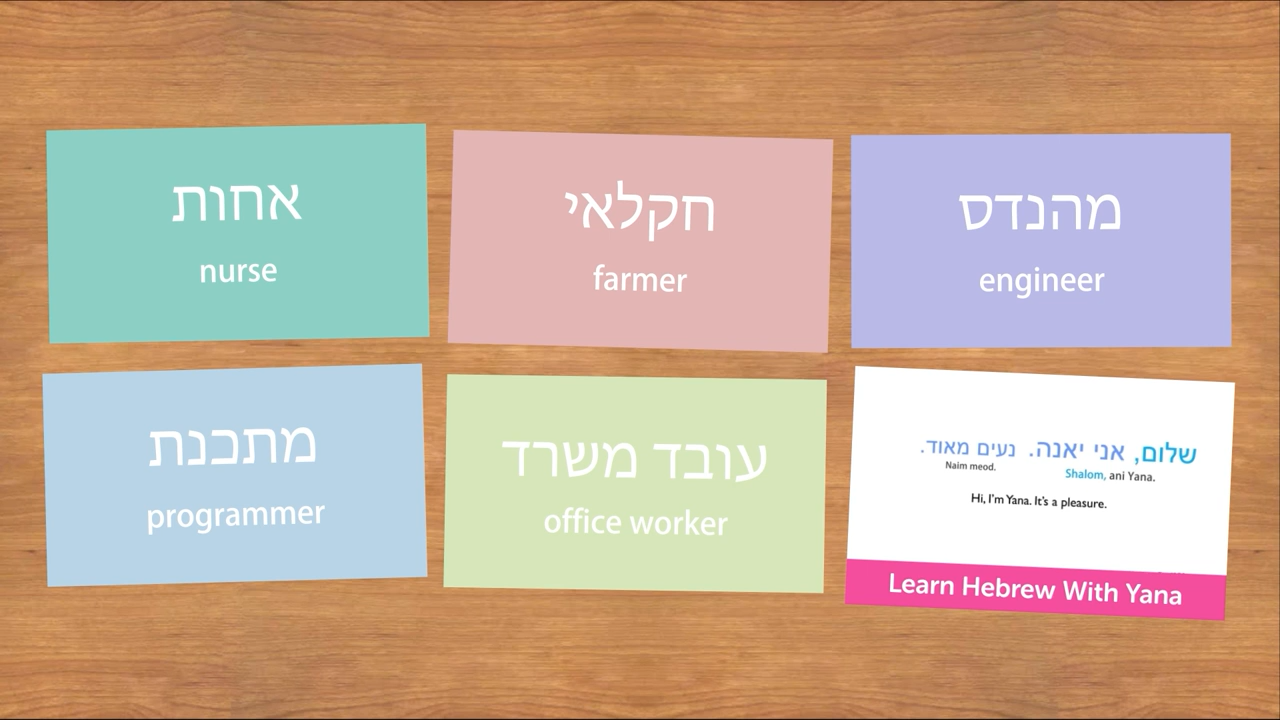 אחות
nurse
חקלאי
farmer
מהנדס
engineer
מתכנת
programmer
עובד משרד
office worker
שלום, אני יאנה. נעים מאוד.
Shalom, ani Yana. Naim meod.
Hi, I'm Yana. It's a pleasure.
Learn Hebrew With Yana